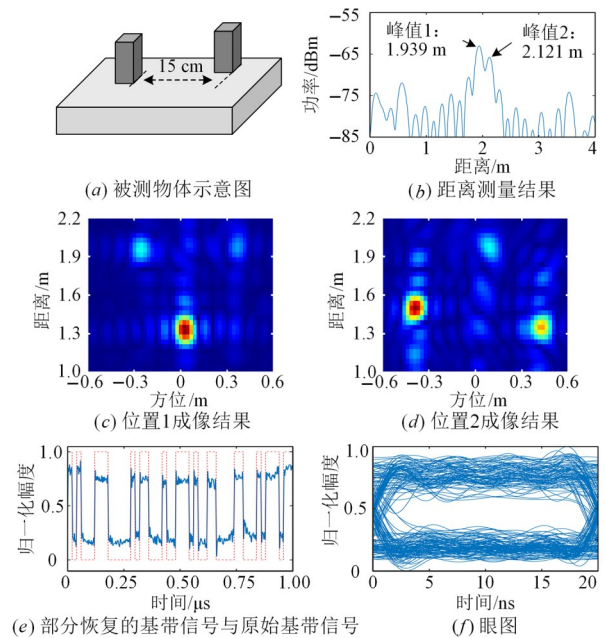 15 cm
(a) 被测物体示意图
−55
−65
−75
−85
功率/dBm
峰值1：
1.939 m
峰值2：
2.121 m
0 1 2 3 4
距离/m
(b) 距离测量结果
2.2
1.9
1.6
1.3
1.0
距离/m
−0.6 −0.3 0 0.3 0.6
方位/m
(c) 位置1成像结果
2.2
1.9
1.6
1.3
1.0
距离/m
−0.6 −0.3 0 0.3 0.6
方位/m
(d) 位置2成像结果
1.0
0.5
0
归一化幅度
0 0.25 0.50 0.75 1.00
时间/μs
(e) 部分恢复的基带信号与原始基带信号
1.0
0.5
0
归一化幅度
0 5 10 15 20
时间/ns
(f) 眼图